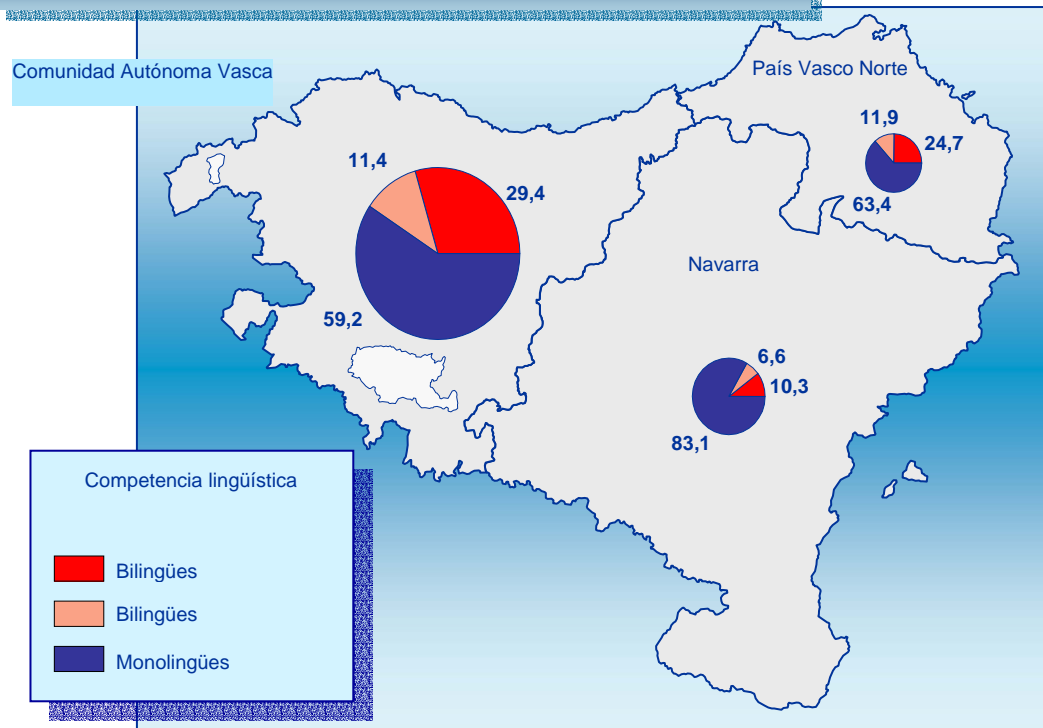 Comunidad Autónoma Vasca
País Vasco Norte
11,9
24,7
63,4
11,4
29,4
59,2
Navarra
6,6
10,3
83,1
Competencia lingüística
Bilingües
Bilingües
Monolingües